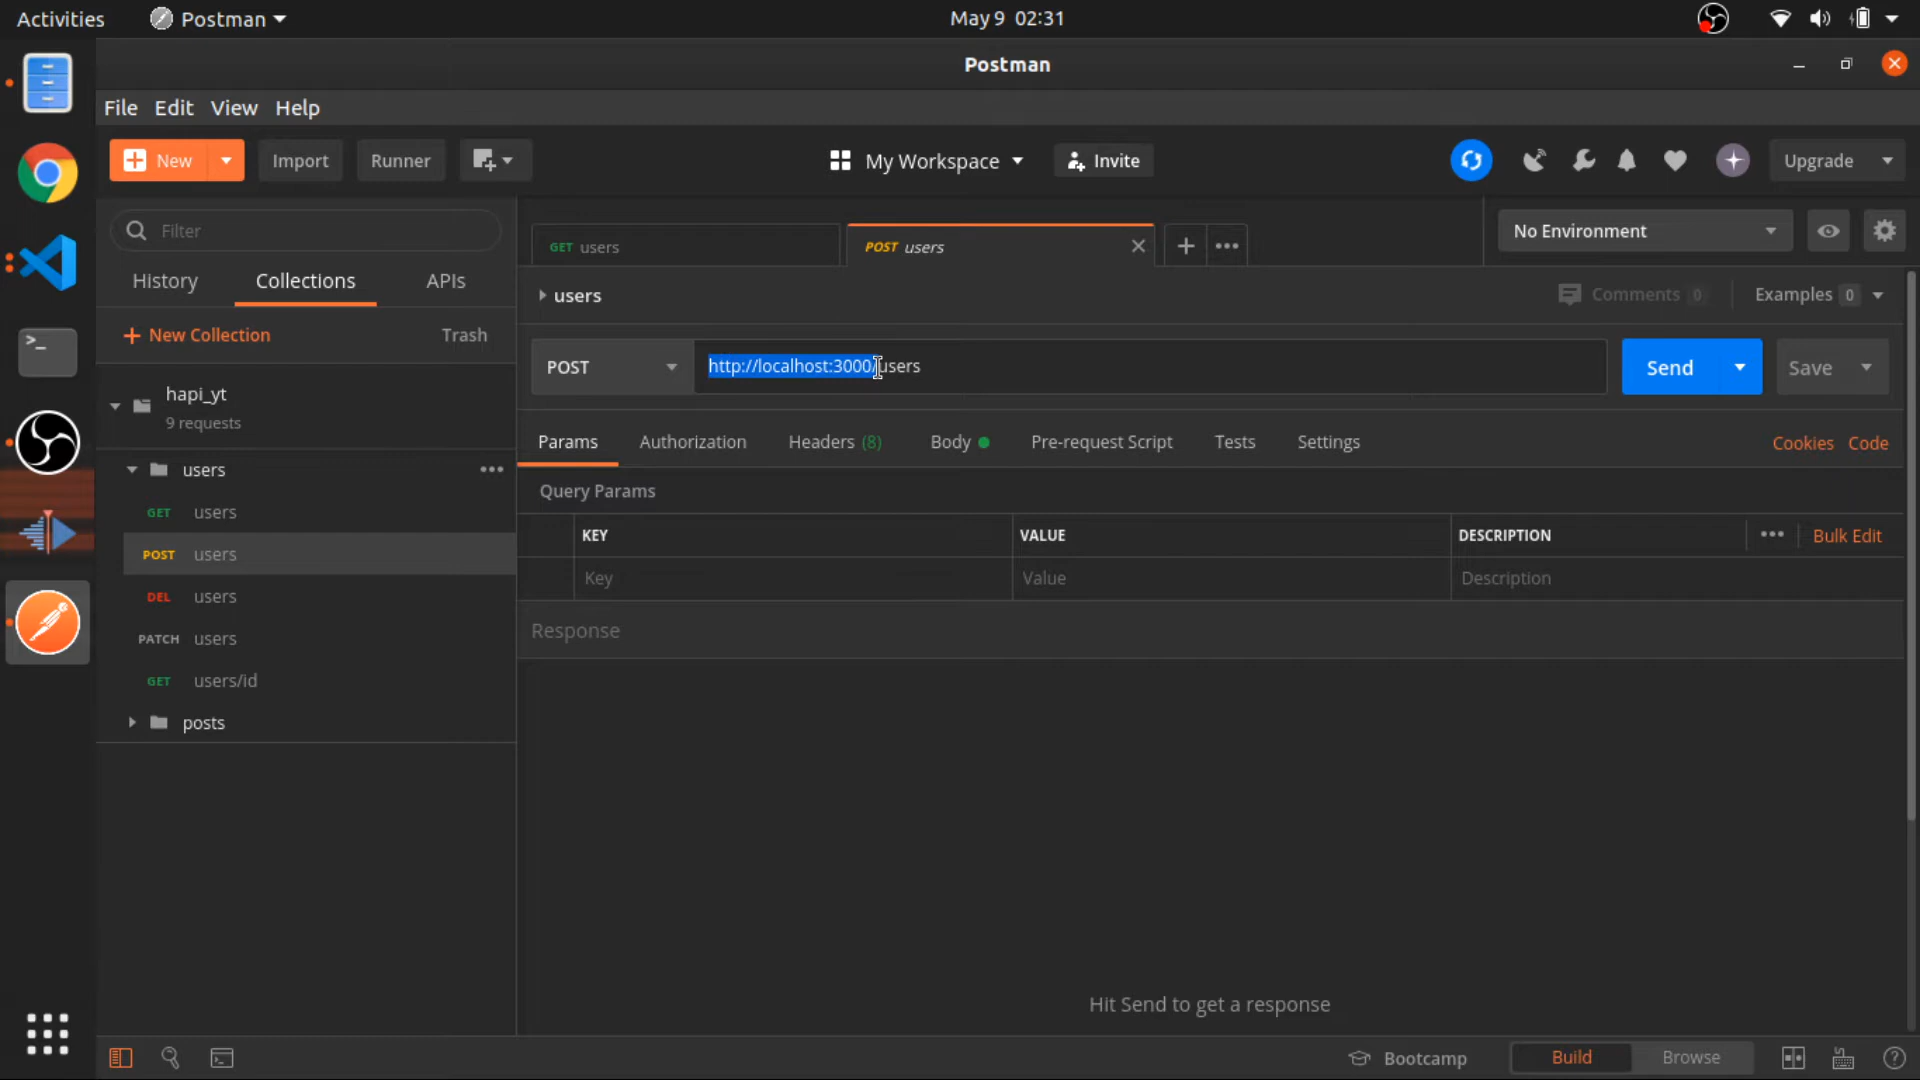 Activities
Postman
May 9 02:31
Postman
File Edit View Help
New
Import
Runner
My Workspace
Invite
Upgrade
Filter
History
Collections
APIs
New Collection
Trash
hapi_yt
9 requests
users
GET users
POST users
DEL users
PATCH users
GET users/id
posts
GET users
POST users
No Environment
users
Comments 0
Examples 0
POST
http://localhost:3000/users
Send
Save
Params
Authorization
Headers (8)
Body
Pre-request Script
Tests
Settings
Cookies
Code
Query Params
KEY
VALUE
DESCRIPTION
Bulk Edit
Key
Value
Description
Response
Hit Send to get a response
Bootcamp
Build
Browse